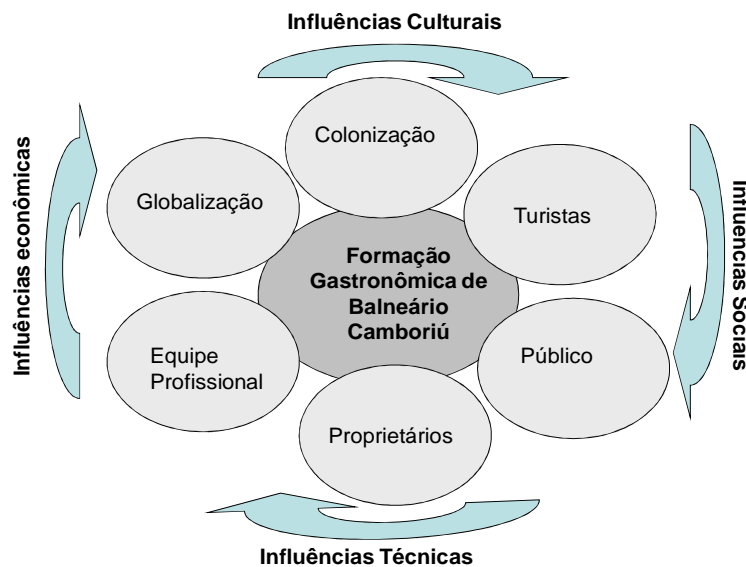 Influências Culturais
Colonização
Globalização
Turistas
Influências econômicas
Influências Sociais
Formação
Gastronômica de
Balneário
Camboriú
Equipe
Profissional
Público
Proprietários
Influências Técnicas